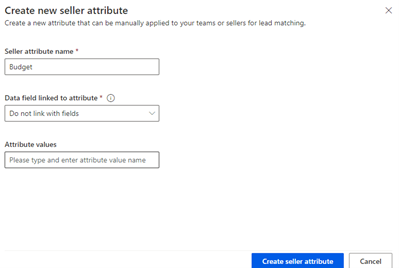 Create new seller attribute
Create a new attribute that can be manually applied to your teams or sellers for lead matching.
Seller attribute name *
Budget
Data field linked to attribute *
Do not link with fields
Attribute values
Please type and enter attribute value name
Create seller attribute
Cancel